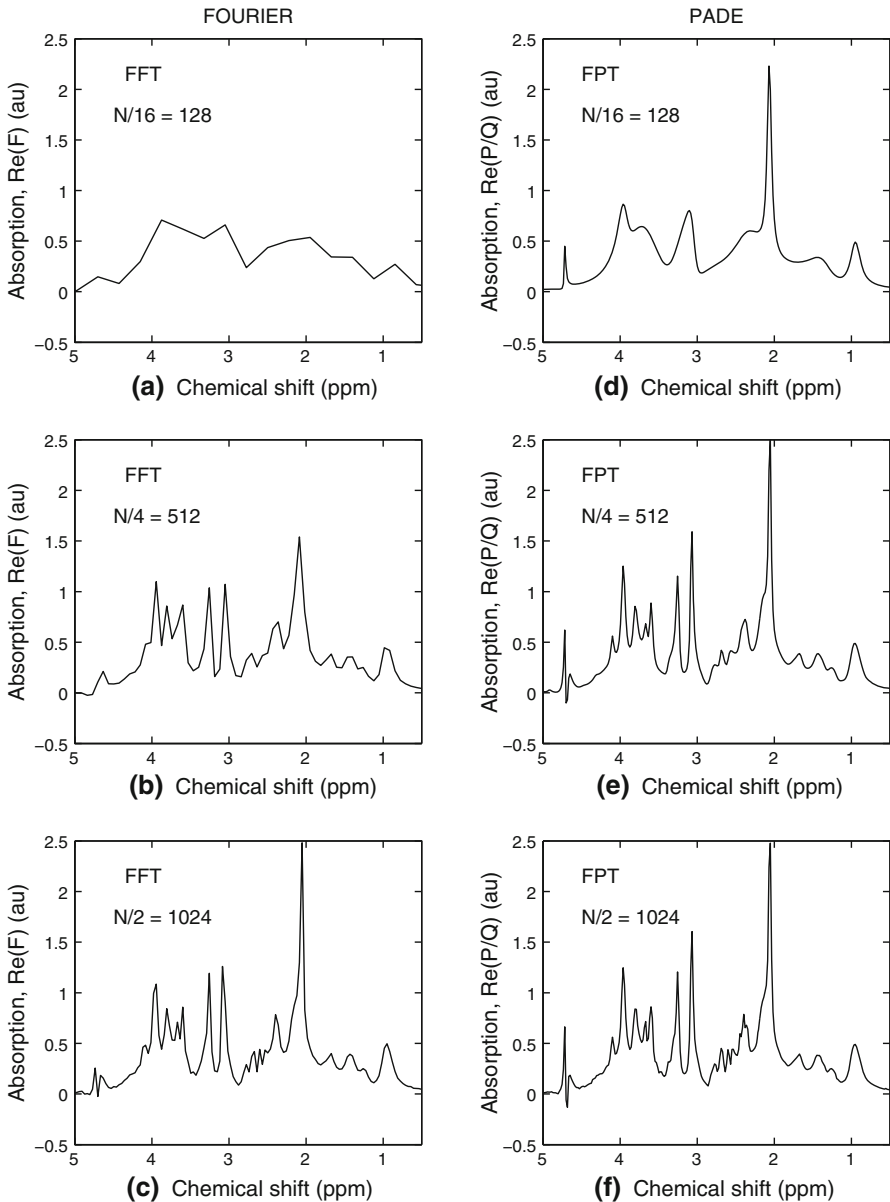 FOURIER
PADE
Absorption, Re(F) (au)
2.5
2
1.5
1
0.5
0
−0.5
FFT
N/16 = 128
5 4 3 2 1
(a) Chemical shift (ppm)
Absorption, Re(P/Q) (au)
2.5
2
1.5
1
0.5
0
−0.5
FPT
N/16 = 128
5 4 3 2 1
(d) Chemical shift (ppm)
Absorption, Re(F) (au)
2.5
2
1.5
1
0.5
0
−0.5
FFT
N/4 = 512
5 4 3 2 1
(b) Chemical shift (ppm)
Absorption, Re(P/Q) (au)
2.5
2
1.5
1
0.5
0
−0.5
FPT
N/4 = 512
5 4 3 2 1
(e) Chemical shift (ppm)
Absorption, Re(F) (au)
2.5
2
1.5
1
0.5
0
−0.5
FFT
N/2 = 1024
5 4 3 2 1
(c) Chemical shift (ppm)
Absorption, Re(P/Q) (au)
2.5
2
1.5
1
0.5
0
−0.5
FPT
N/2 = 1024
5 4 3 2 1
(f) Chemical shift (ppm)